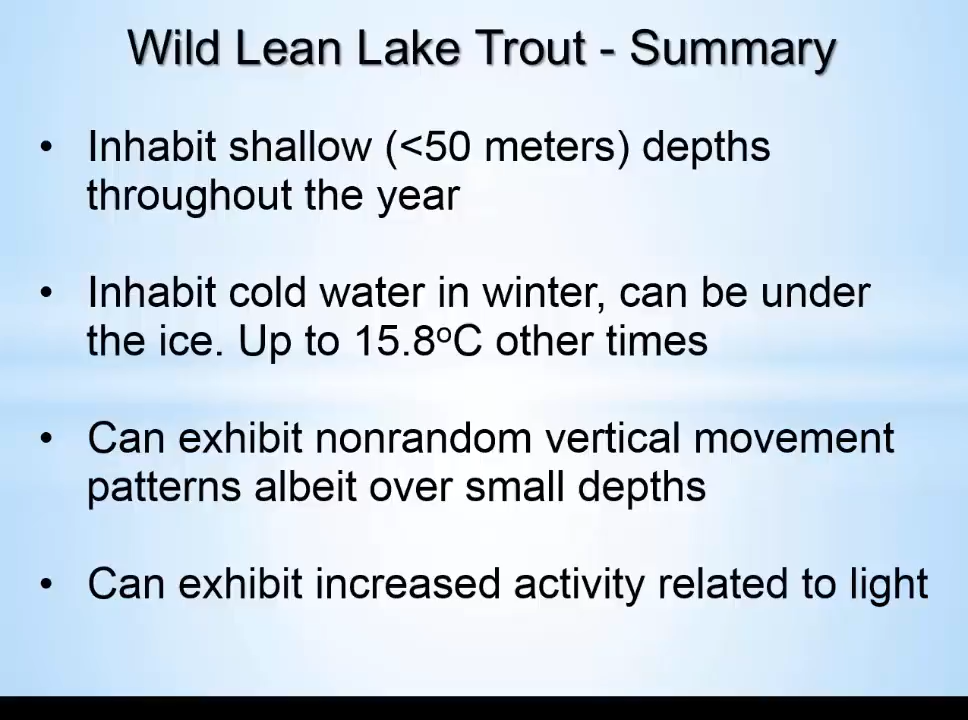 Wild Lean Lake Trout - Summary
• Inhabit shallow (<50 meters) depths
throughout the year
• Inhabit cold water in winter, can be under
the ice. Up to 15.8ºC other times
• Can exhibit nonrandom vertical movement
patterns albeit over small depths
• Can exhibit increased activity related to light